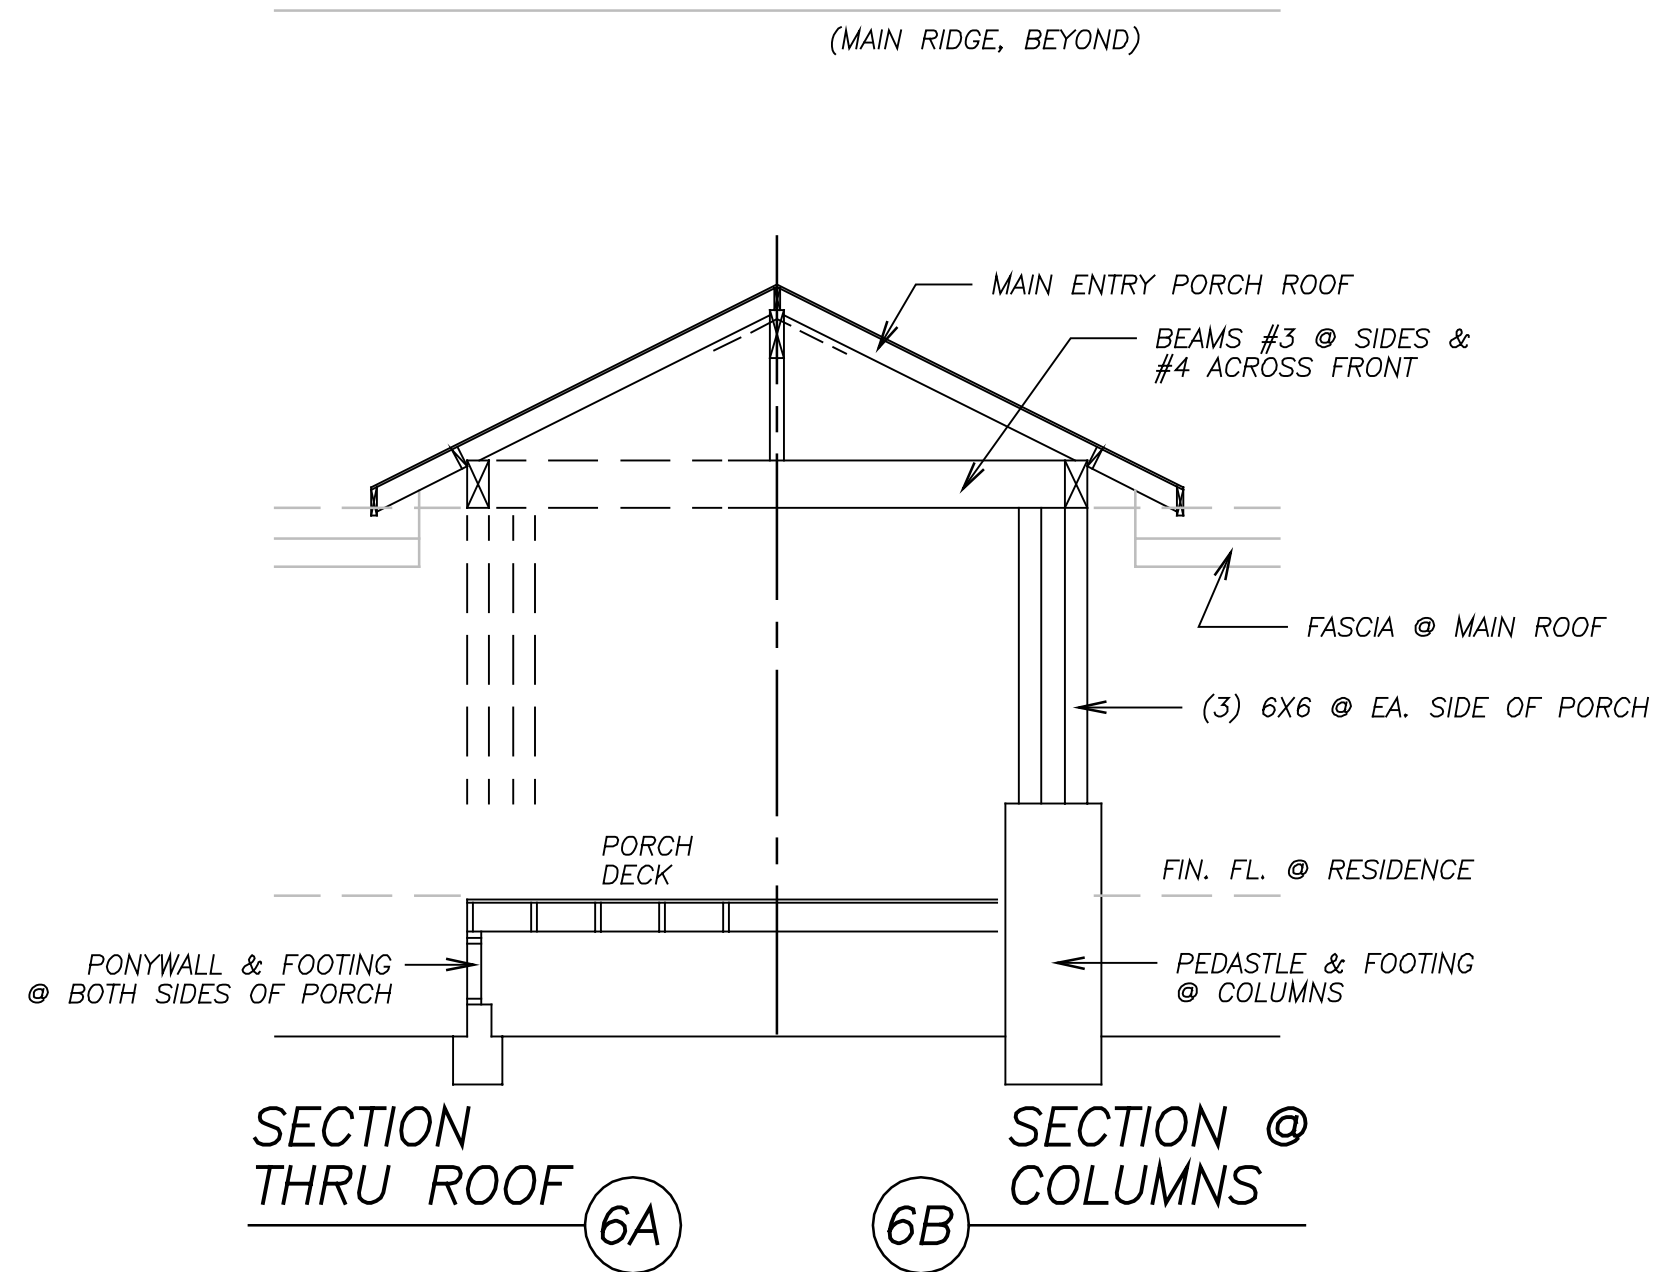 (MAIN RIDGE, BEYOND)
MAIN ENTRY PORCH ROOF
BEAMS #3 @ SIDES &
#4 ACROSS FRONT
FASCIA @ MAIN ROOF
(3) 6X6 @ EA. SIDE OF PORCH
PORCH
DECK
FIN. FL. @ RESIDENCE
PONYWALL & FOOTING
@ BOTH SIDES OF PORCH
PEDASTLE & FOOTING
@ COLUMNS
SECTION
THRU ROOF
6A
SECTION @
COLUMNS
6B